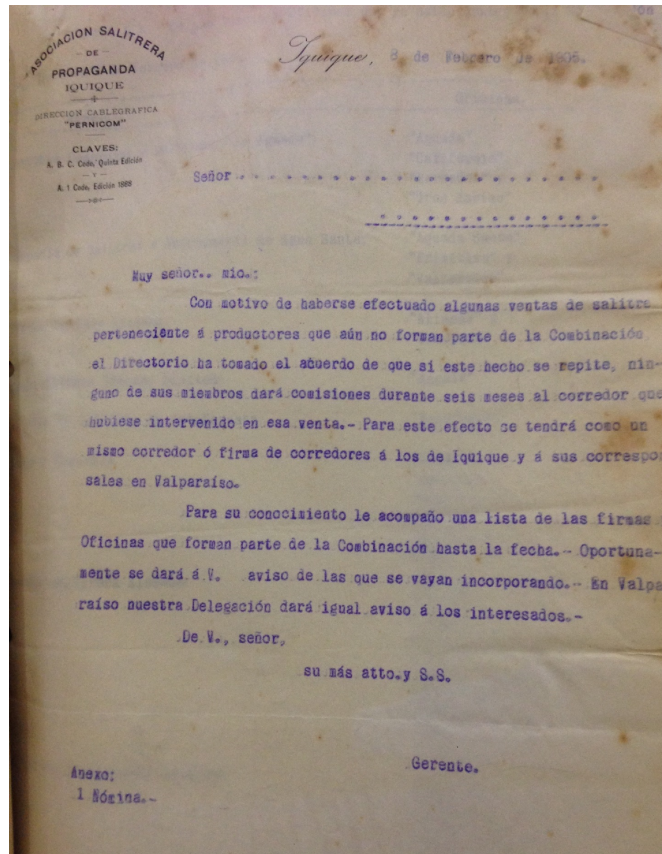 ASOCIACION SALITRERA
DE
PROPAGANDA
IQUIQUE
DIRECCION CABLEGRAFICA
"PERNICOM"
CLAVES:
A. B. C. Code, Quinta Edición
Y
A. 1 Code, Edición 1888
Iquique, 8 de Febrero de 1905.
Señor
Muy señor.. mio.:
Con motivo de haberse efectuado algunas ventas de salitre
perteneciente á productores que aún no forman parte de la Combinación
el Directorio ha tomado el acuerdo de que si este hecho se repite, nin-
guno de sus miembros dará comisiones durante seis meses al corredor que
hubiese intervenido en esa venta.- Para este efecto se tendrá como un
mismo corredor ó firma de corredores á los de Iquique y á sus correspon
sales en Valparaíso.
Para su conocimiento le acompaño una lista de las firmas
Oficinas que forman parte de la Combinación hasta la fecha.- Oportuna-
mente se dará á V. aviso de las que se vayan incorporando.- En Valpa
raíso nuestra Delegación dará igual aviso á los interesados.-
De V., señor,
su más atto.y S.S.
Gerente.
Anexo:
1 Nómina.-